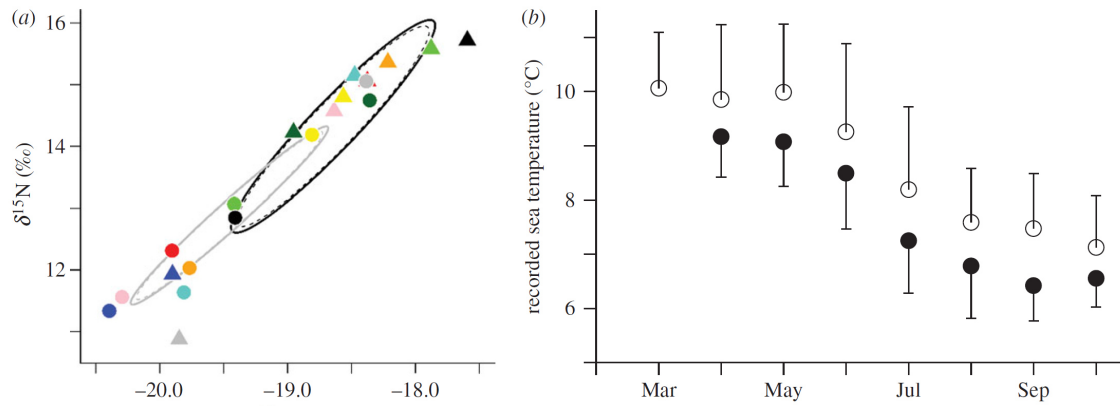 (a)
16
14
12
δ15N (‰)
–20.0 –19.0 –18.0
(b)
10
8
6
recorded sea temperature (°C)
Mar May Jul Sep